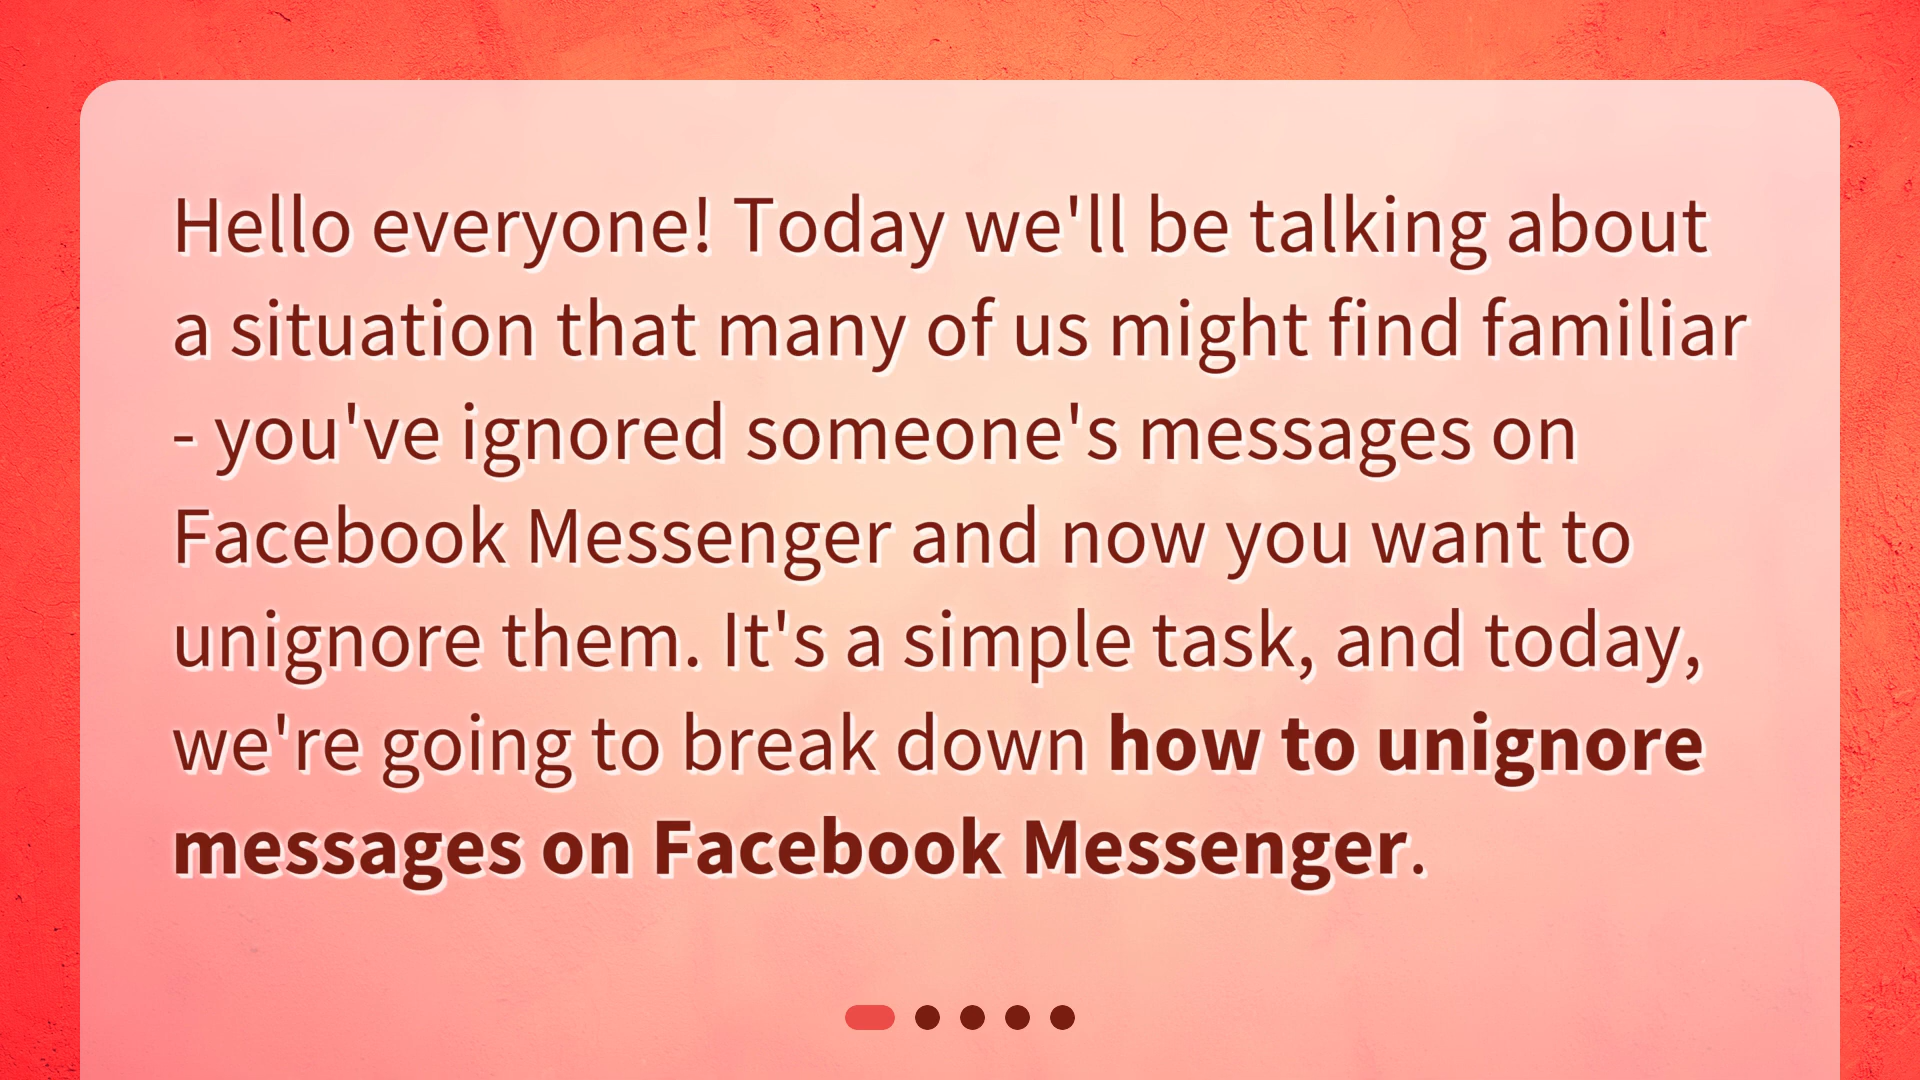 Hello everyone! Today we'll be talking about
a situation that many of us might find familiar
- you've ignored someone's messages on
Facebook Messenger and now you want to
unignore them. It's a simple task, and today,
we're going to break down how to unignore
messages on Facebook Messenger.